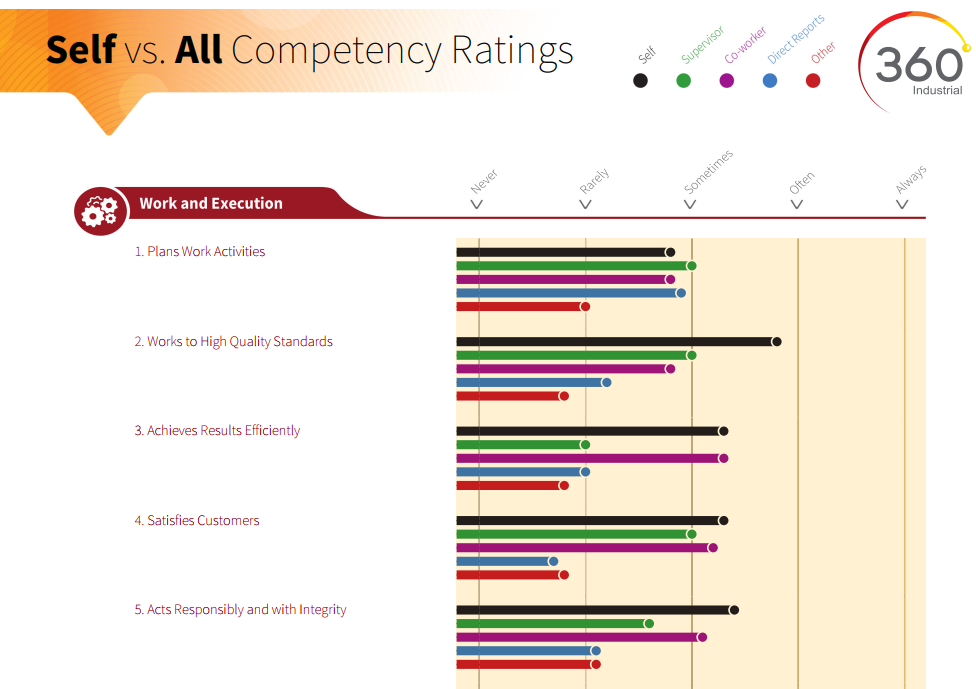 Self vs. All Competency Ratings
Self
Supervisor
Co-worker
Direct Reports
Other
360
Industrial
Never
Rarely
Sometimes
Often
Always
Work and Execution
1. Plans Work Activities
2. Works to High Quality Standards
3. Achieves Results Efficiently
4. Satisfies Customers
5. Acts Responsibly and with Integrity